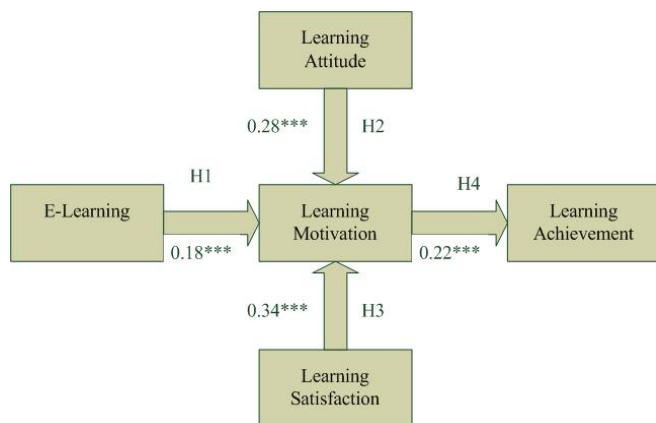 Learning
Attitude
0.28***
H2
H1
H4
E-Learning
Learning
Motivation
Learning
Achievement
0.18***
0.22***
0.34***
H3
Learning
Satisfaction